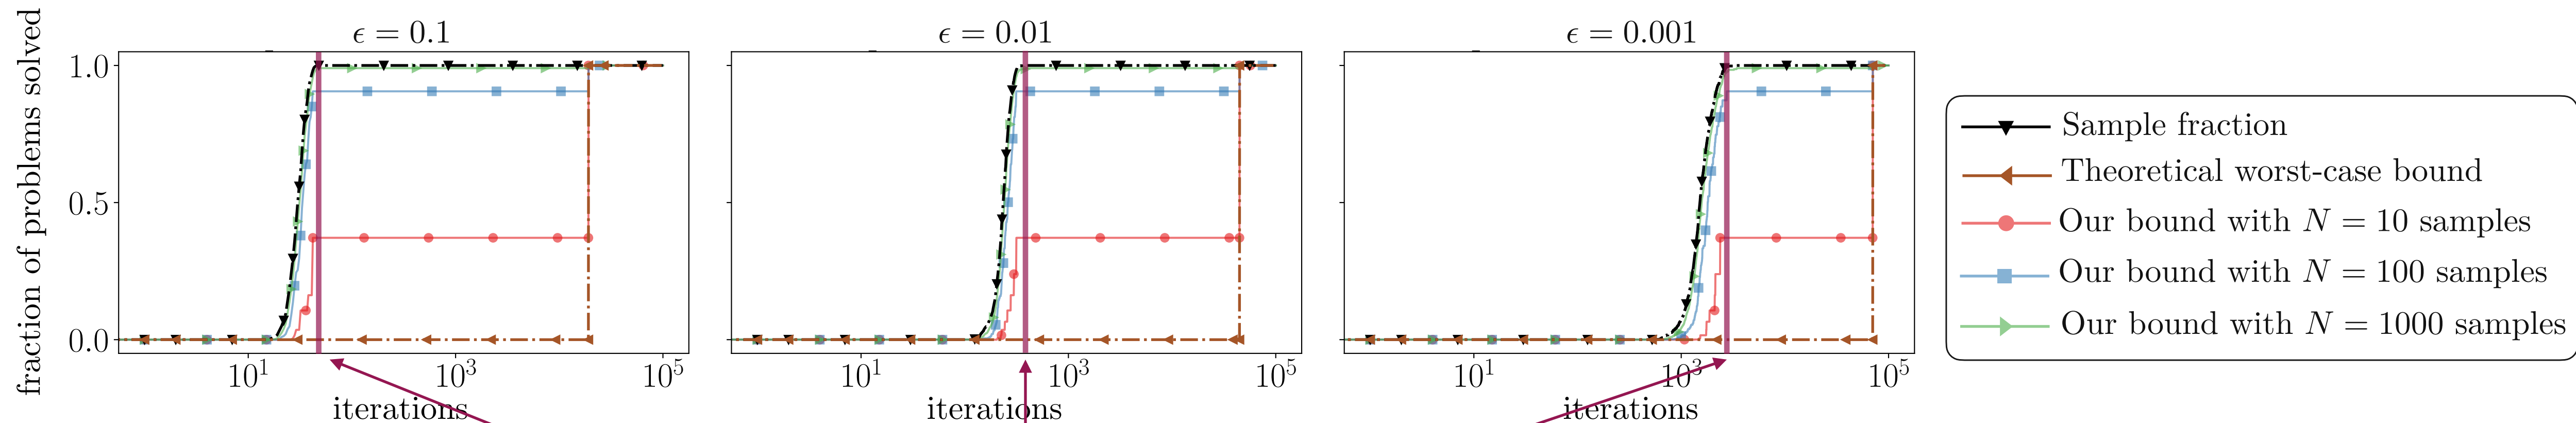 fraction of problems solved
ϵ = 0.1
1.0
0.5
0.0
10¹
10³
10⁵
iterations
ϵ = 0.01
10¹
10³
10⁵
iterations
ϵ = 0.001
10¹
10³
10⁵
iterations
Sample fraction
Theoretical worst-case bound
Our bound with N = 10 samples
Our bound with N = 100 samples
Our bound with N = 1000 samples